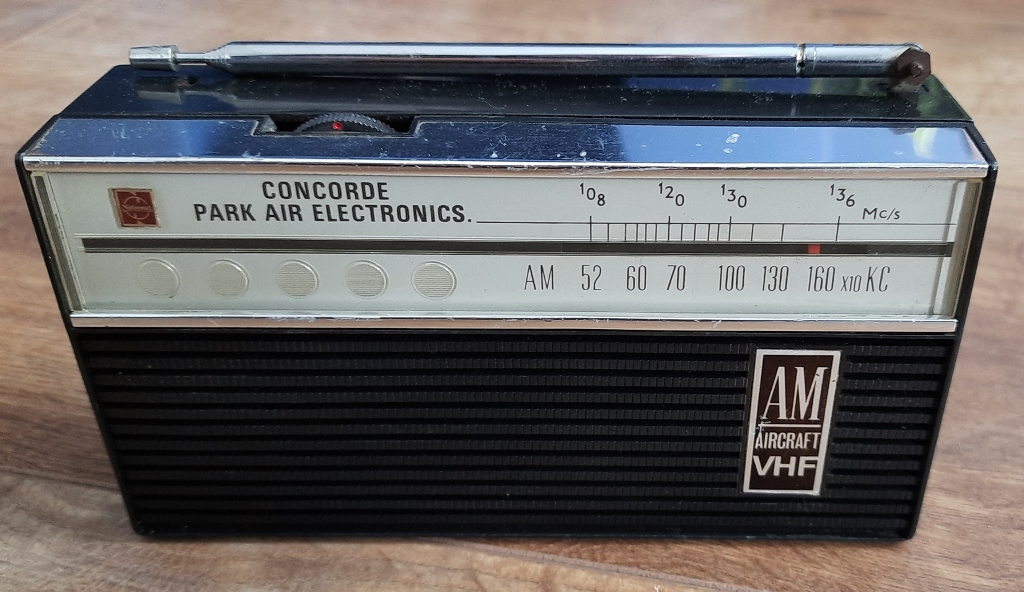 CONCORDE
PARK AIR ELECTRONICS.
108 120 130 136 Mc/s
AM 52 60 70 100 130 160 x10 KC
AM
AIRCRAFT
VHF